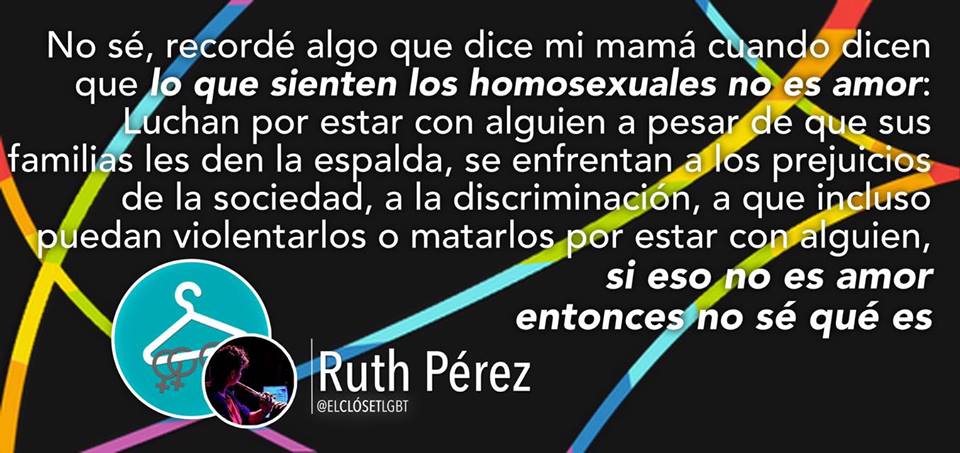 No sé, recordé algo que dice mi mamá cuando dicen
que lo que sienten los homosexuales no es amor:
Luchan por estar con alguien a pesar de que sus
familias les den la espalda, se enfrentan a los prejuicios
de la sociedad, a la discriminación, a que incluso
puedan violentarlos o matarlos por estar con alguien,
si eso no es amor
entonces no sé qué es
Ruth Pérez
@ELCLÓSETLGBT